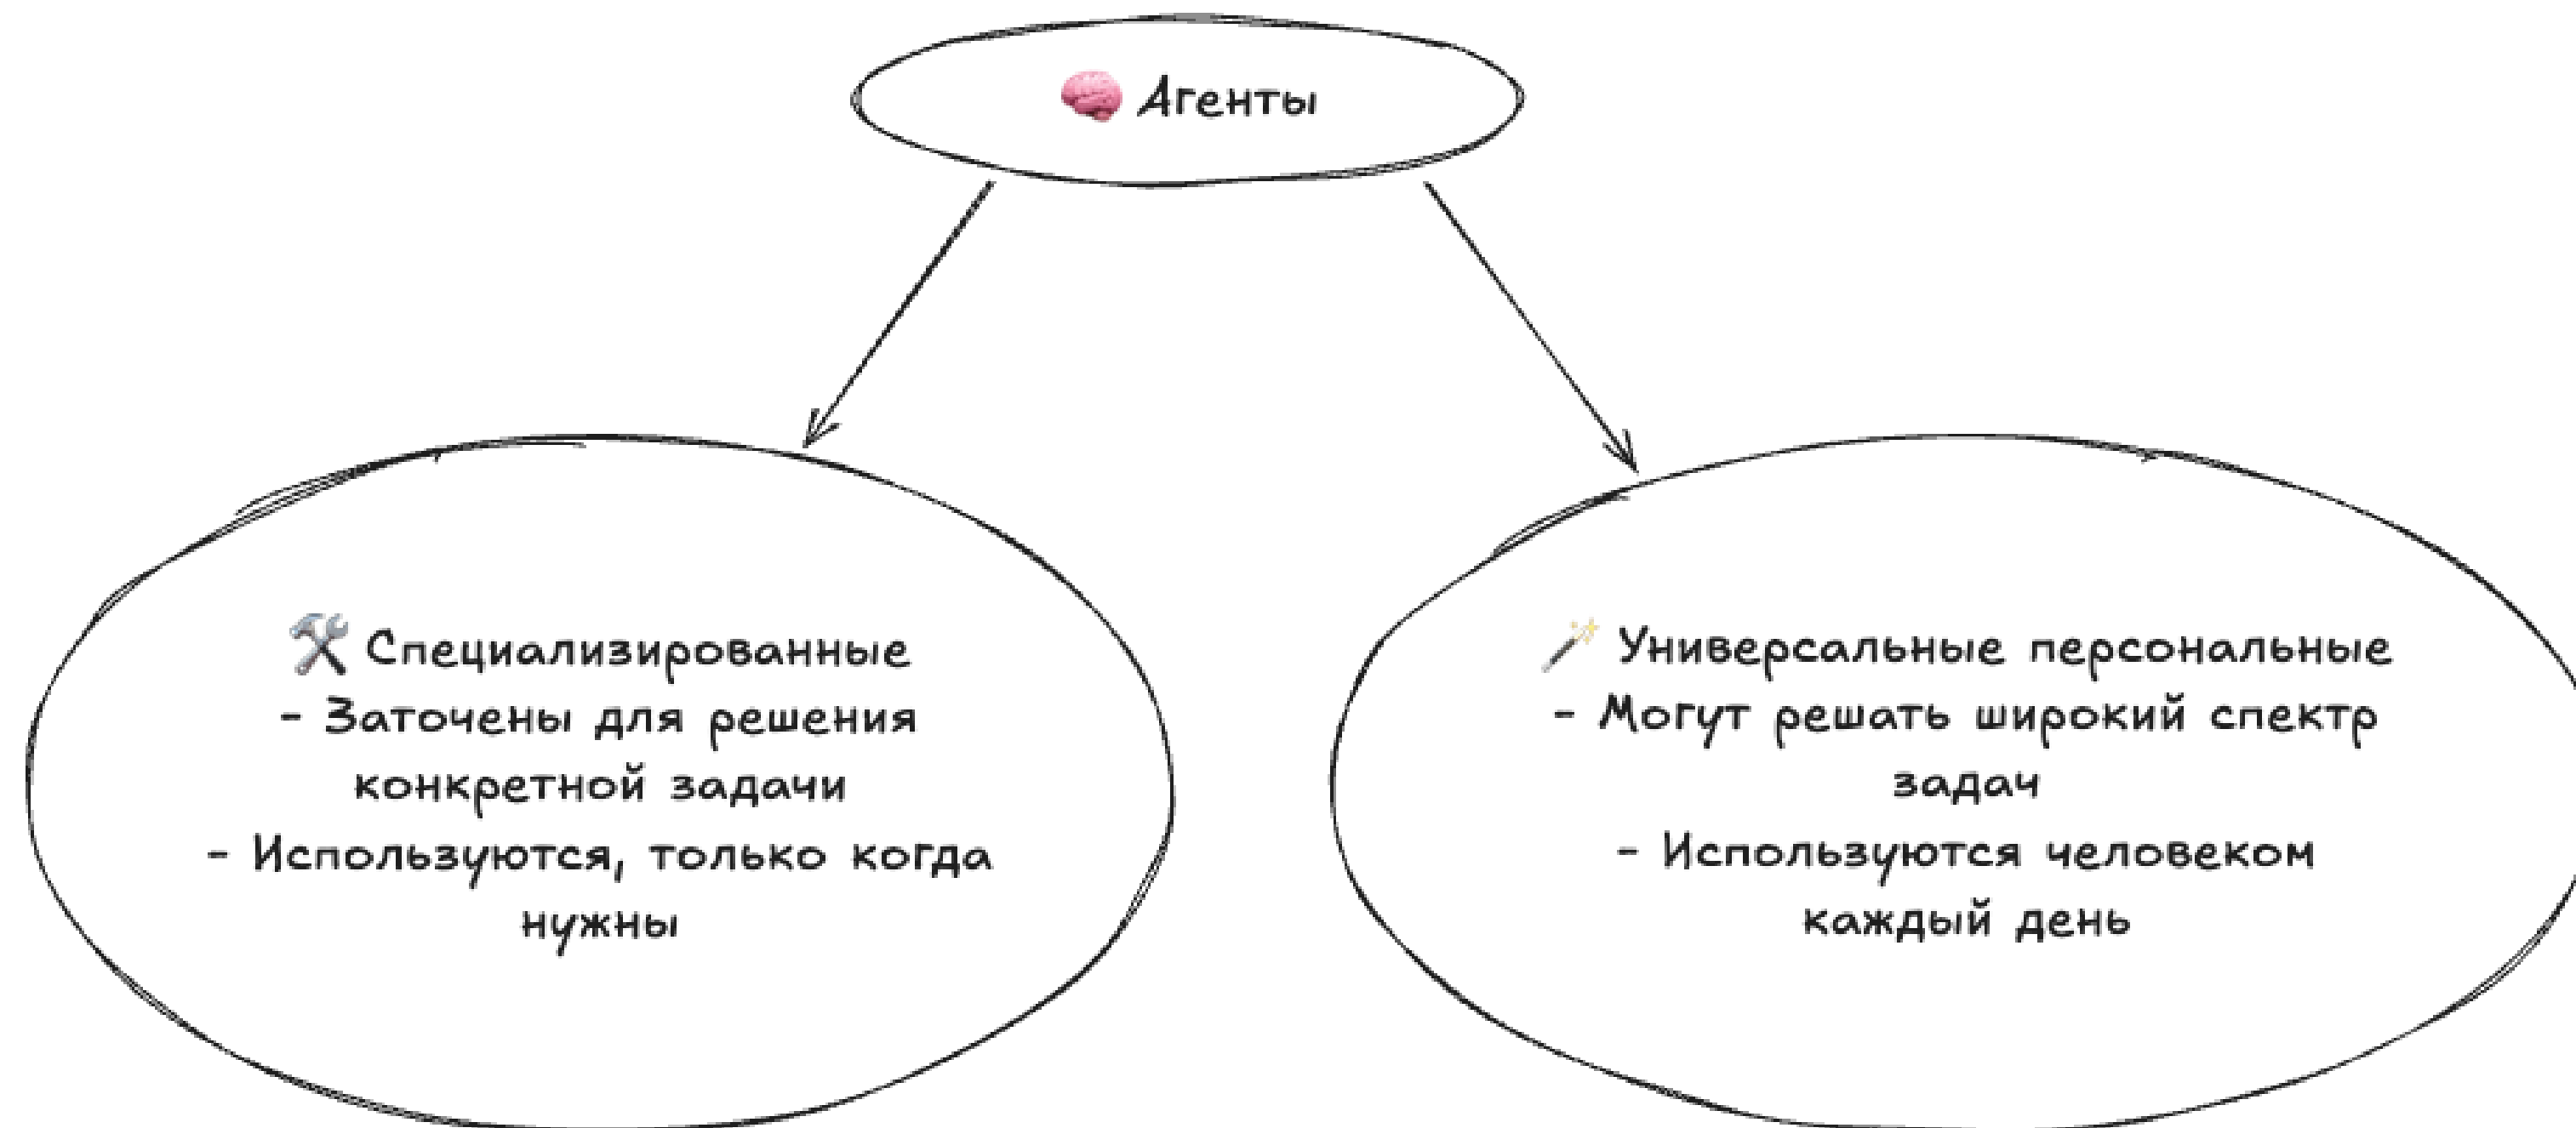 🧠 Агенты
🛠️ Специализированные
- Заточены для решения
конкретной задачи
- Используются, только когда
нужны
🪄 Универсальные персональные
- Могут решать широкий спектр
задач
- Используются человеком
каждый день